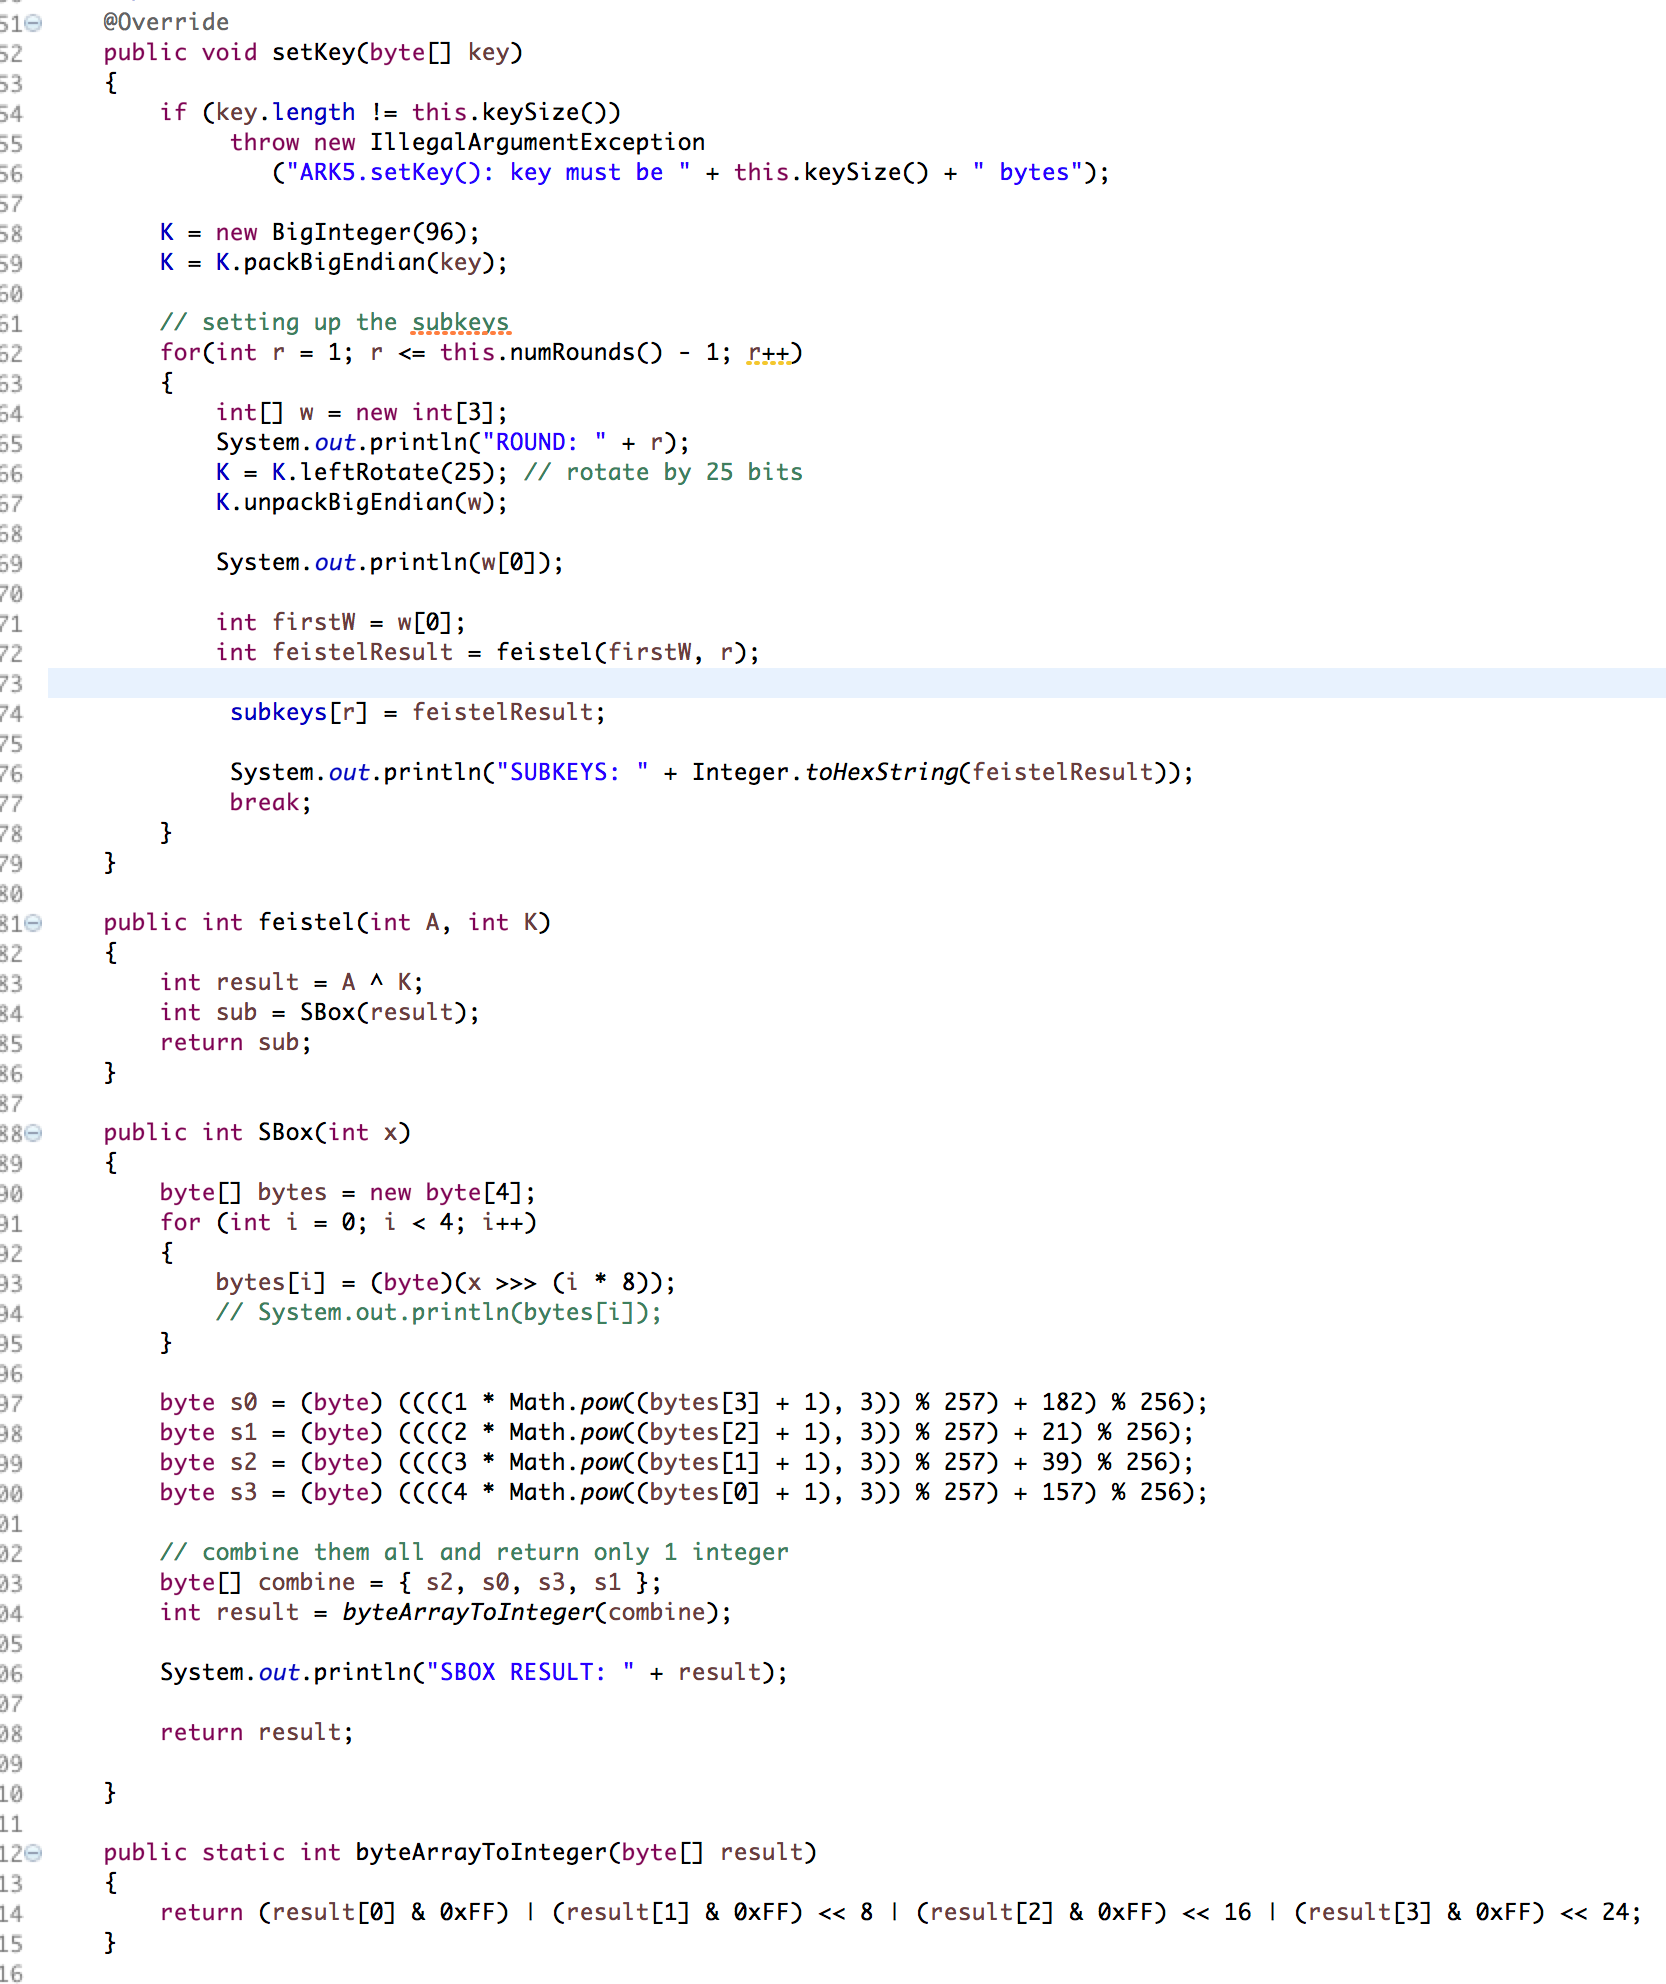 51 @Override
52 public void setKey(byte[] key)
53 {
54 if (key.length != this.keySize())
55 throw new IllegalArgumentException
56 ("ARK5.setKey(): key must be " + this.keySize() + " bytes");
57
58 K = new BigInteger(96);
59 K = K.packBigEndian(key);
60
61 // setting up the subkeys
62 for(int r = 1; r <= this.numRounds() - 1; r++)
63 {
64 int[] w = new int[3];
65 System.out.println("ROUND: " + r);
66 K = K.leftRotate(25); // rotate by 25 bits
67 K.unpackBigEndian(w);
68
69 System.out.println(w[0]);
70
71 int firstW = w[0];
72 int feistelResult = feistel(firstW, r);
73
74 subkeys[r] = feistelResult;
75
76 System.out.println("SUBKEYS: " + Integer.toHexString(feistelResult));
77 break;
78 }
79 }
80
81 public int feistel(int A, int K)
82 {
83 int result = A ^ K;
84 int sub = SBox(result);
85 return sub;
86 }
87
88 public int SBox(int x)
89 {
90 byte[] bytes = new byte[4];
91 for (int i = 0; i < 4; i++)
92 {
93 bytes[i] = (byte)(x >>> (i * 8));
94 // System.out.println(bytes[i]);
95 }
96
97 byte s0 = (byte) ((((1 * Math.pow((bytes[3] + 1), 3)) % 257) + 182) % 256);
98 byte s1 = (byte) ((((2 * Math.pow((bytes[2] + 1), 3)) % 257) + 21) % 256);
99 byte s2 = (byte) ((((3 * Math.pow((bytes[1] + 1), 3)) % 257) + 39) % 256);
00 byte s3 = (byte) ((((4 * Math.pow((bytes[0] + 1), 3)) % 257) + 157) % 256);
01
02 // combine them all and return only 1 integer
03 byte[] combine = { s2, s0, s3, s1 };
04 int result = byteArrayToInteger(combine);
05
06 System.out.println("SBOX RESULT: " + result);
07
08 return result;
09
10 }
11
12 public static int byteArrayToInteger(byte[] result)
13 {
14 return (result[0] & 0xFF) | (result[1] & 0xFF) << 8 | (result[2] & 0xFF) << 16 | (result[3] & 0xFF) << 24;
15 }
16